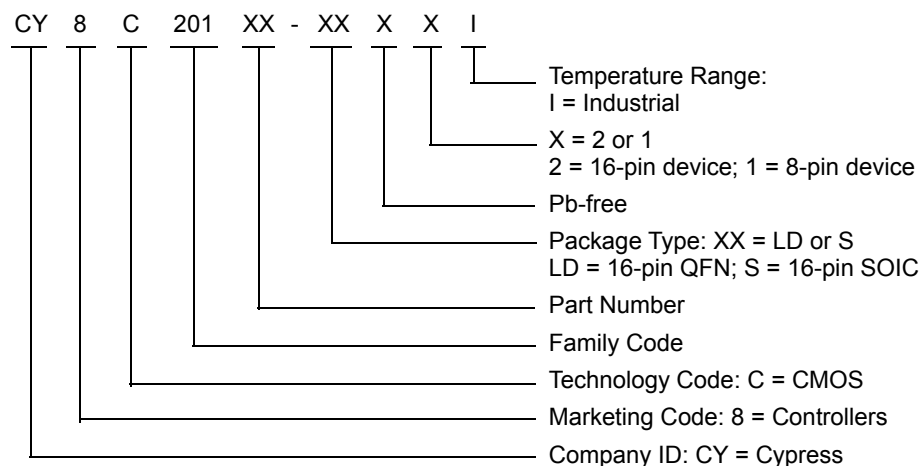 CY 8 C 201 XX - XX X X I
Temperature Range:
I = Industrial
X = 2 or 1
2 = 16-pin device; 1 = 8-pin device
Pb-free
Package Type: XX = LD or S
LD = 16-pin QFN; S = 16-pin SOIC
Part Number
Family Code
Technology Code: C = CMOS
Marketing Code: 8 = Controllers
Company ID: CY = Cypress